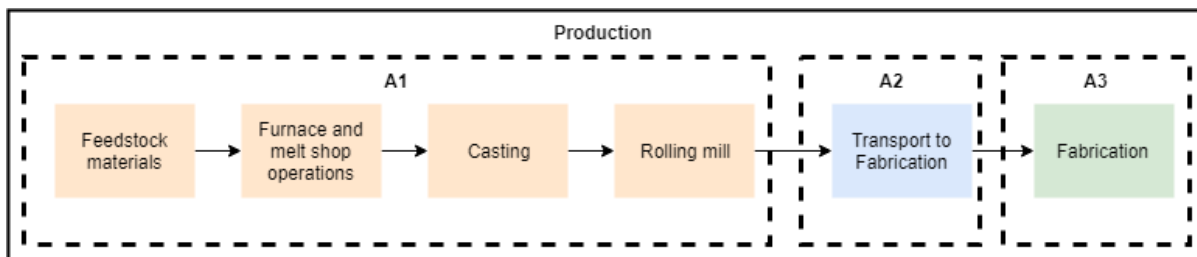 Production
A1
Feedstock
materials
Furnace and
melt shop
operations
Casting
Rolling mill
A2
Transport to
Fabrication
A3
Fabrication